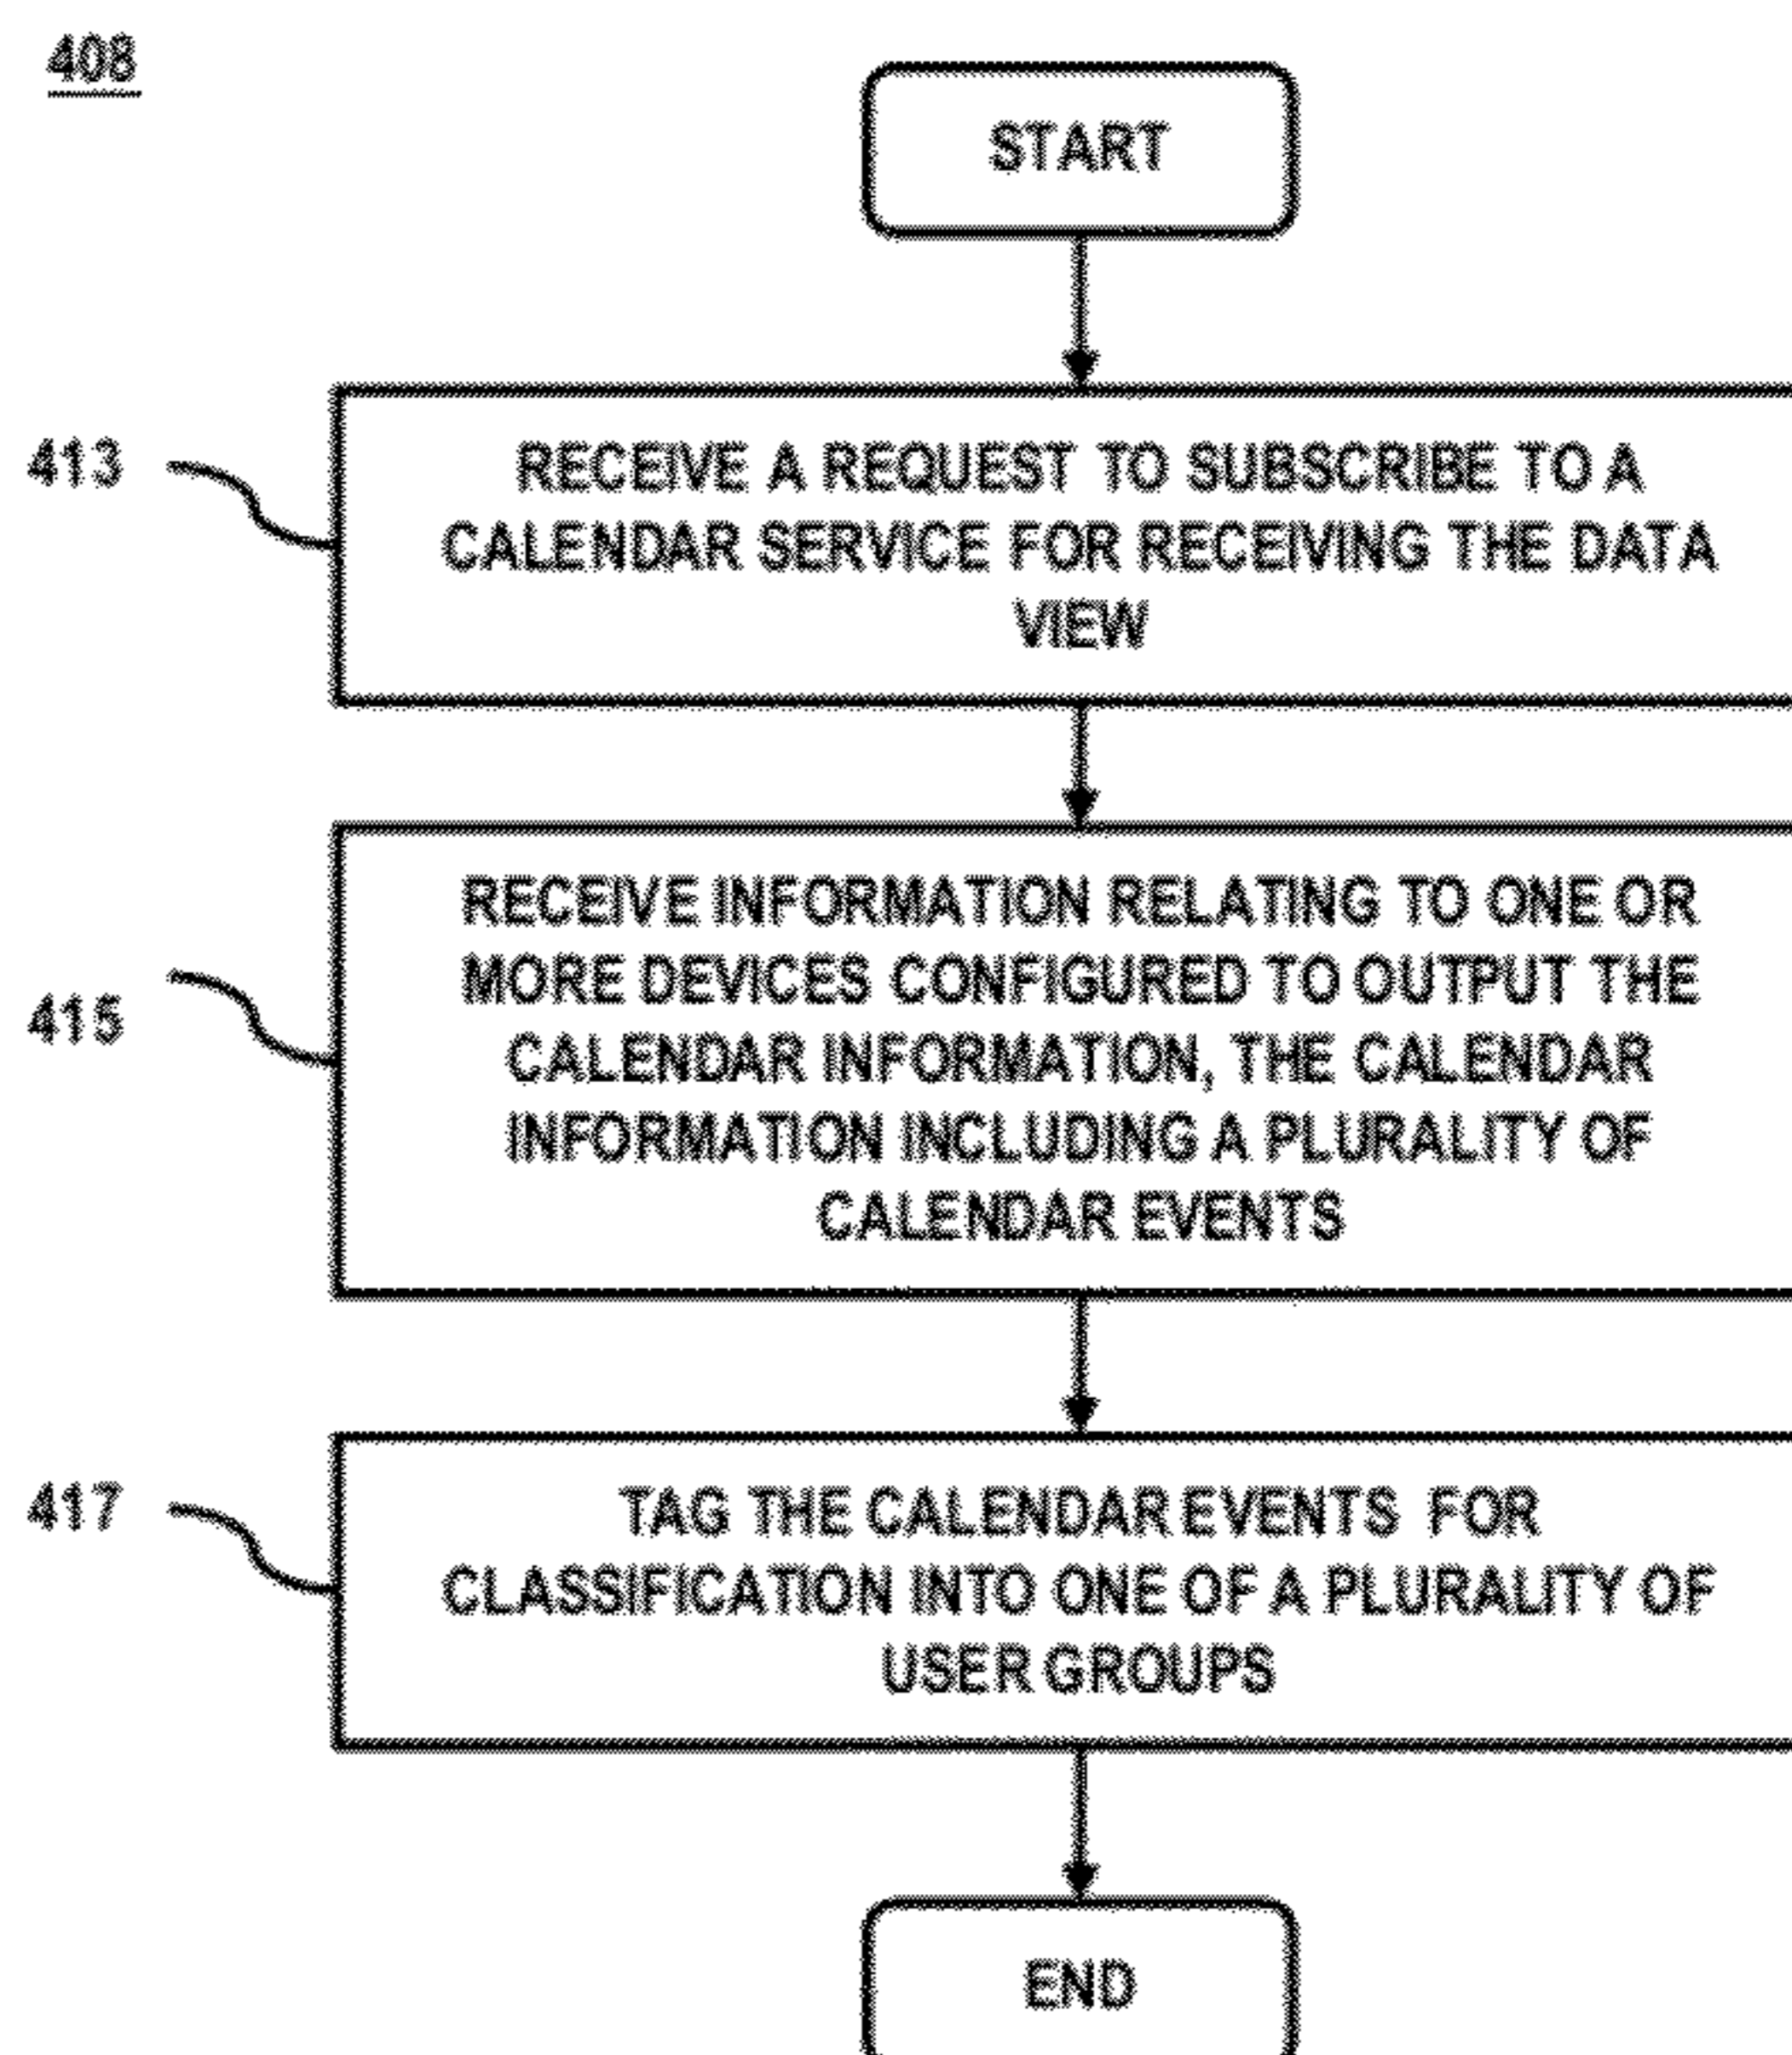 408
START
413
RECEIVE A REQUEST TO SUBSCRIBE TO A
CALENDAR SERVICE FOR RECEIVING THE DATA
VIEW
415
RECEIVE INFORMATION RELATING TO ONE OR
MORE DEVICES CONFIGURED TO OUTPUT THE
CALENDAR INFORMATION, THE CALENDAR
INFORMATION INCLUDING A PLURALITY OF
CALENDAR EVENTS
417
TAG THE CALENDAR EVENTS FOR
CLASSIFICATION INTO ONE OF A PLURALITY OF
USER GROUPS
END